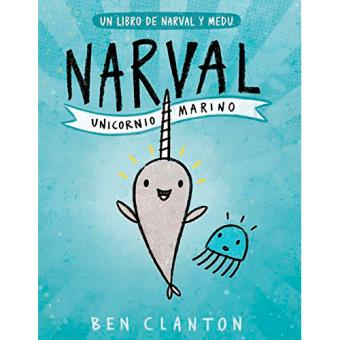 UN LIBRO DE NARVAL Y MEDU
NARVAL
UNICORNIO MARINO
BEN CLANTON